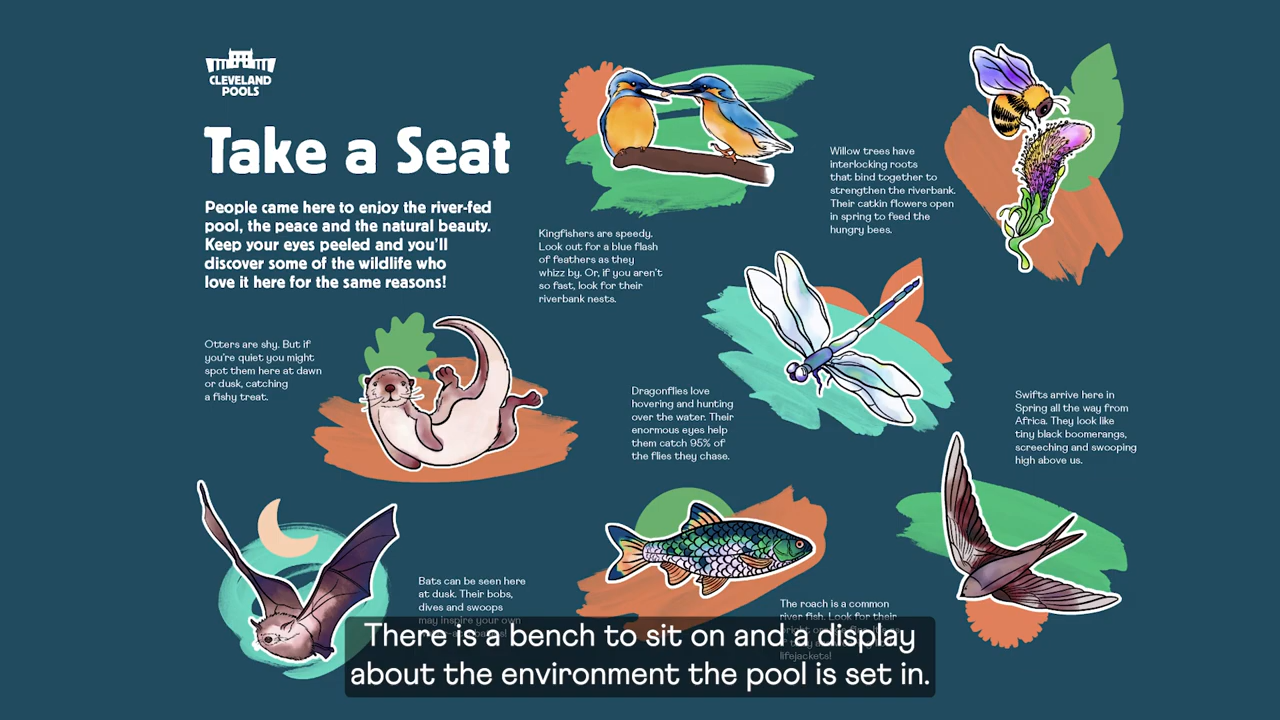 CLEVELAND
POOLS
Take a Seat
People came here to enjoy the river-fed
pool, the peace and the natural beauty.
Keep your eyes peeled and you'll
discover some of the wildlife who
love it here for the same reasons!
Kingfishers are speedy.
Look out for a blue flash
of feathers as they
whizz by. Or, if you aren't
so fast, look for their
riverbank nests.
Willow trees have
interlocking roots
that bind together to
strengthen the riverbank.
Their catkin flowers open
in spring to feed the
hungry bees.
Otters are shy. But if
you're quiet you might
spot them here at dawn
or dusk, catching
a fishy treat.
Dragonflies love
hovering and hunting
over the water. Their
enormous eyes help
them catch 95% of
the flies they chase.
Swifts arrive here in
Spring all the way from
Africa. They look like
tiny black boomerangs,
screeching and swooping
high above us.
Bats can be seen here
at dusk. Their bobs,
dives and swoops
may inspire your own
The roach is a common
river fish. Look for their
lifejackets!
There is a bench to sit on and a display
about the environment the pool is set in.